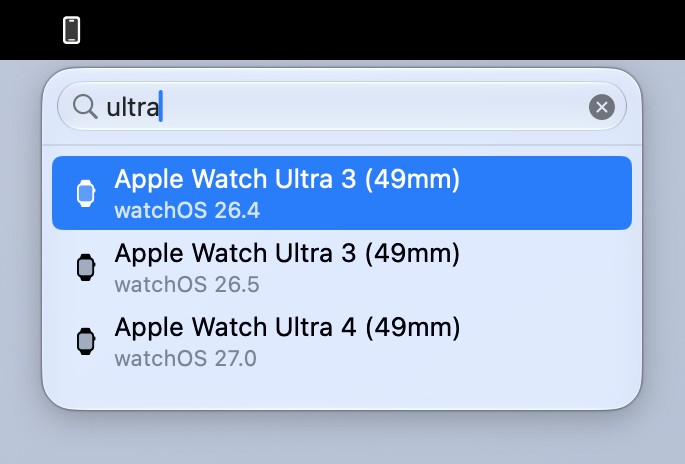 ultra
Apple Watch Ultra 3 (49mm)
watchOS 26.4
Apple Watch Ultra 3 (49mm)
watchOS 26.5
Apple Watch Ultra 4 (49mm)
watchOS 27.0